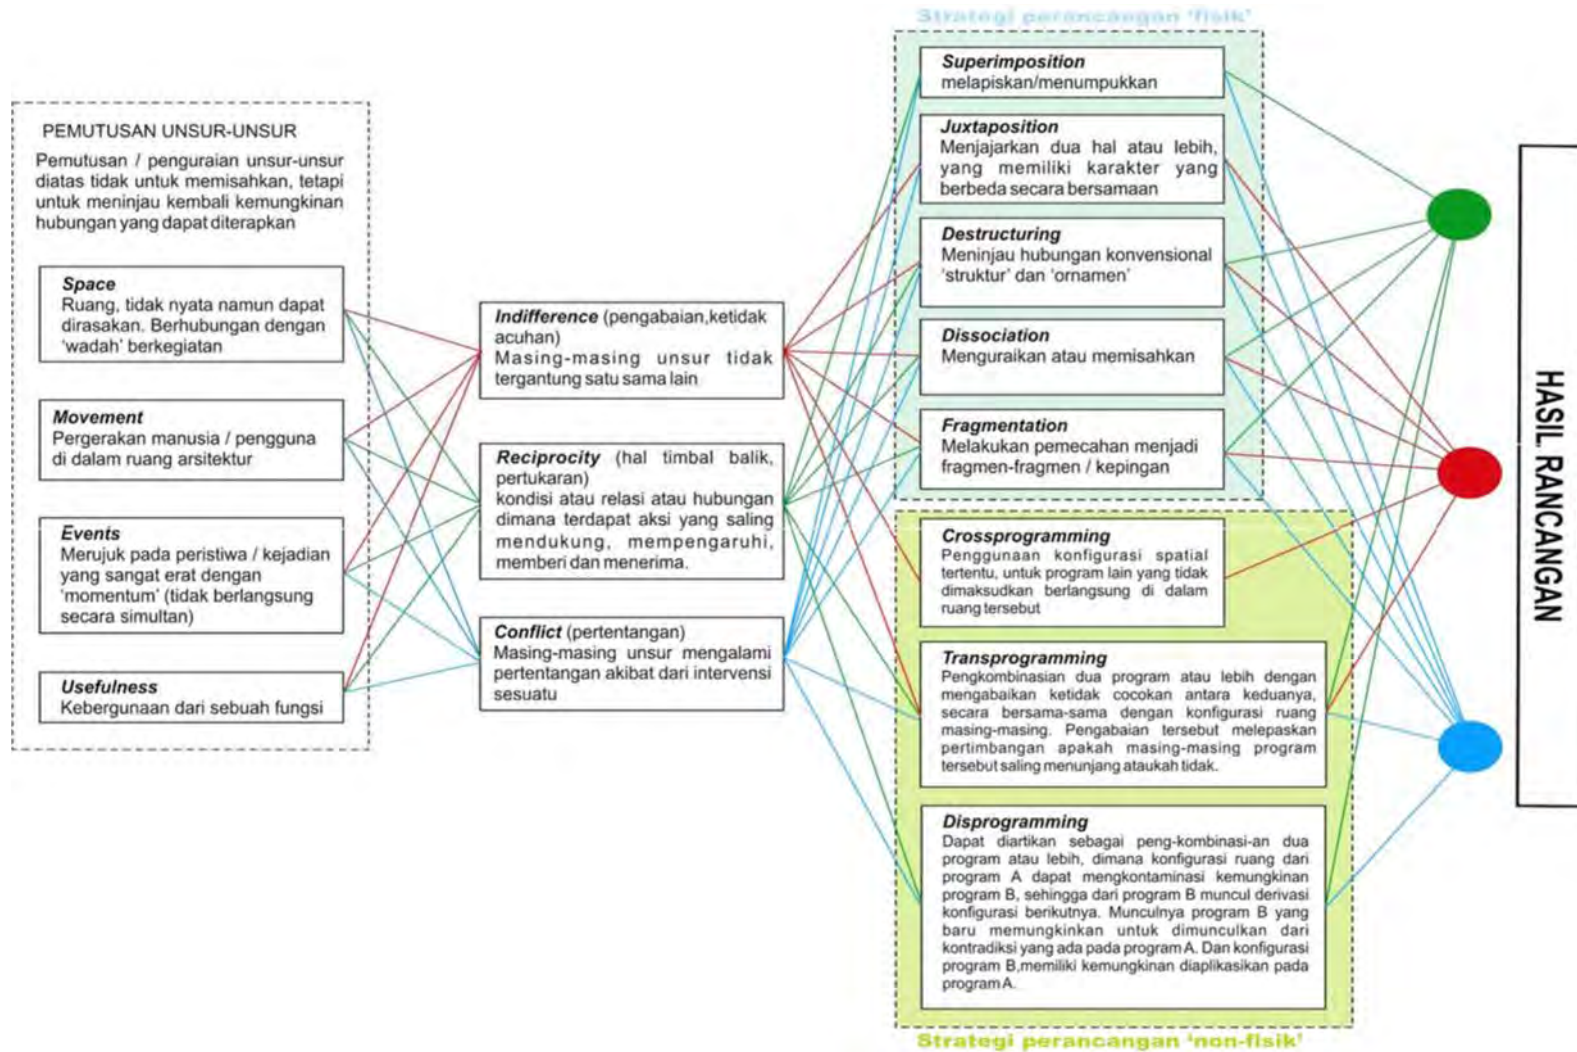 PEMUTUSAN UNSUR-UNSUR
Pemutusan / penguraian unsur-unsur
diatas tidak untuk memisahkan, tetapi
untuk meninjau kembali kemungkinan
hubungan yang dapat diterapkan
Space
Ruang, tidak nyata namun dapat
dirasakan. Berhubungan dengan
'wadah' berkegiatan
Movement
Pergerakan manusia / pengguna
di dalam ruang arsitektur
Events
Merujuk pada peristiwa / kejadian
yang sangat erat dengan
'momentum' (tidak berlangsung
secara simultan)
Usefulness
Kebergunaan dari sebuah fungsi
Indifference (pengabaian,ketidak
acuhan)
Masing-masing unsur tidak
tergantung satu sama lain
Reciprocity (hal timbal balik,
pertukaran)
kondisi atau relasi atau hubungan
dimana terdapat aksi yang saling
mendukung, mempengaruhi,
memberi dan menerima.
Conflict (pertentangan)
Masing-masing unsur mengalami
pertentangan akibat dari intervensi
sesuatu
Strategi perancangan 'fisik'
Superimposition
melapiskan/menumpukkan
Juxtaposition
Menjajarkan dua hal atau lebih,
yang memiliki karakter yang
berbeda secara bersamaan
Destructuring
Meninjau hubungan konvensional
'struktur' dan 'ornamen'
Dissociation
Menguraikan atau memisahkan
Fragmentation
Melakukan pemecahan menjadi
fragmen-fragmen / kepingan
Crossprogramming
Penggunaan konfigurasi spatial
tertentu, untuk program lain yang tidak
dimaksudkan berlangsung di dalam
ruang tersebut
Transprogramming
Pengkombinasian dua program atau lebih dengan
mengabaikan ketidak cocokan antara keduanya,
secara bersama-sama dengan konfigurasi ruang
masing-masing. Pengabaian tersebut melepaskan
pertimbangan apakah masing-masing program
tersebut saling menunjang ataukah tidak.
Disprogramming
Dapat diartikan sebagai peng-kombinasi-an dua
program atau lebih, dimana konfigurasi ruang dari
program A dapat mengkontaminasi kemungkinan
program B, sehingga dari program B muncul derivasi
konfigurasi berikutnya. Munculnya program B yang
baru memungkinkan untuk dimunculkan dari
kontradiksi yang ada pada program A. Dan konfigurasi
program B,memiliki kemungkinan diaplikasikan pada
program A.
Strategi perancangan 'non-fisik'
HASIL RANCANGAN